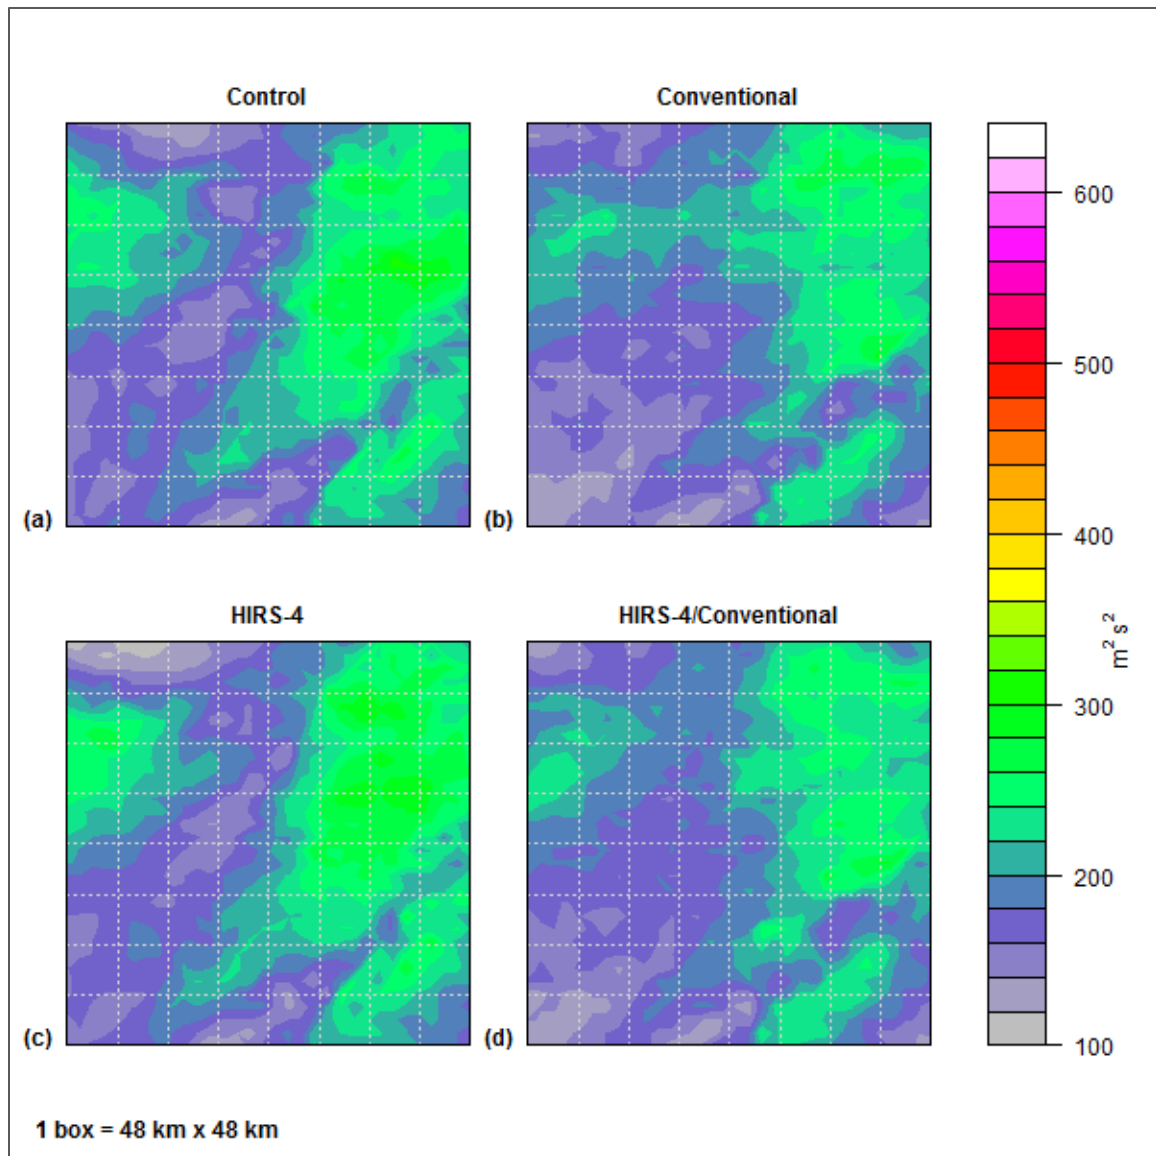 Control
Conventional
(a)
(b)
HIRS-4
HIRS-4/Conventional
(c)
(d)
600
500
400
300
200
100
m² s²
1 box = 48 km x 48 km